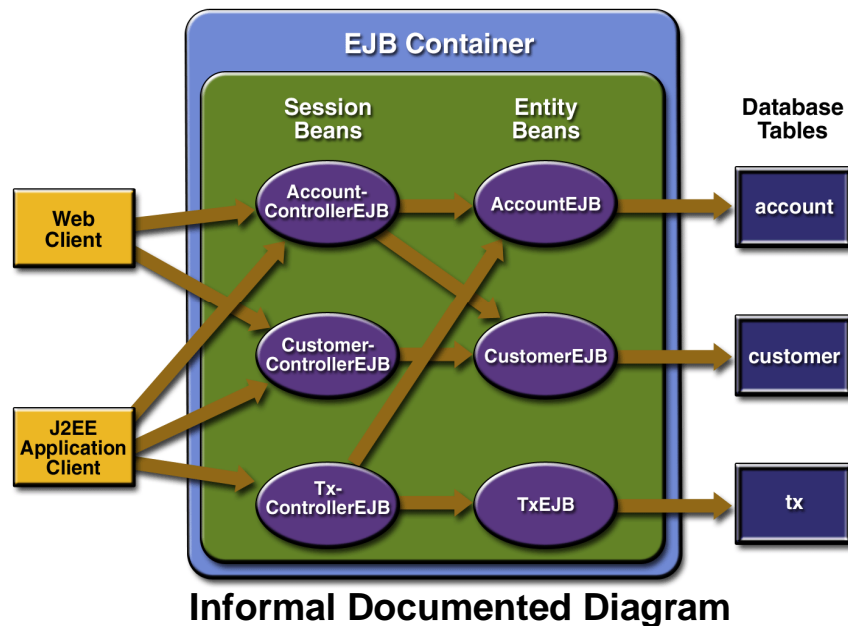 EJB Container
Session
Beans
Entity
Beans
Database
Tables
Web
Client
Account-
ControllerEJB
AccountEJB
account
Customer-
ControllerEJB
CustomerEJB
customer
J2EE
Application
Client
Tx-
ControllerEJB
TxEJB
tx
Informal Documented Diagram